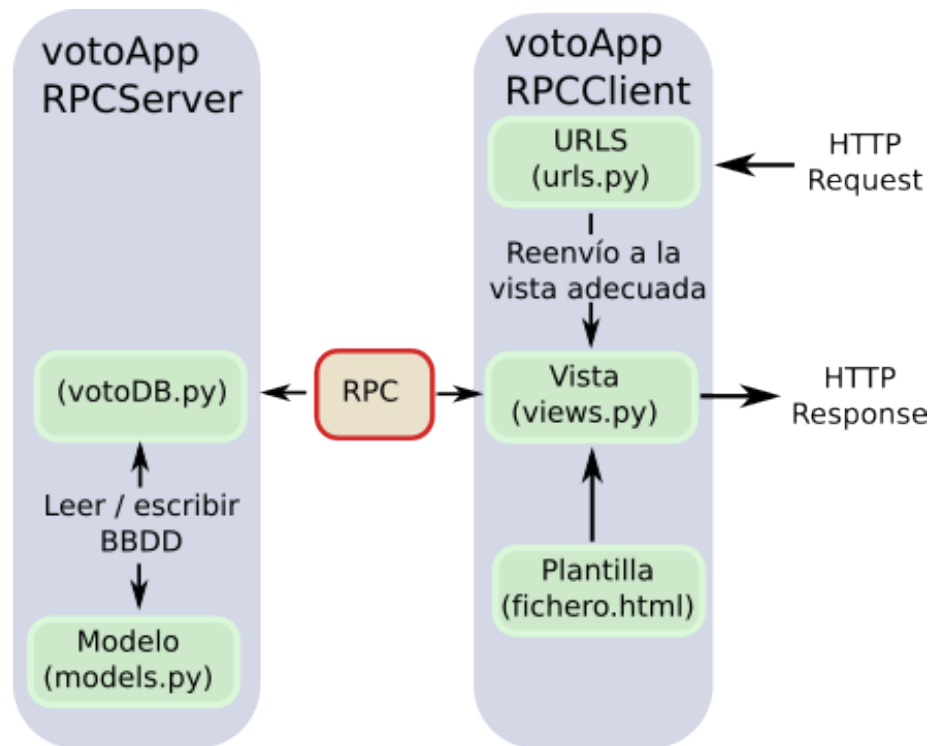 votoApp
RPCServer
(votoDB.py)
Leer / escribir
BBDD
Modelo
(models.py)
RPC
votoApp
RPCClient
URLS
(urls.py)
Reenvío a la
vista adecuada
Vista
(views.py)
Plantilla
(fichero.html)
HTTP
Request
HTTP
Response